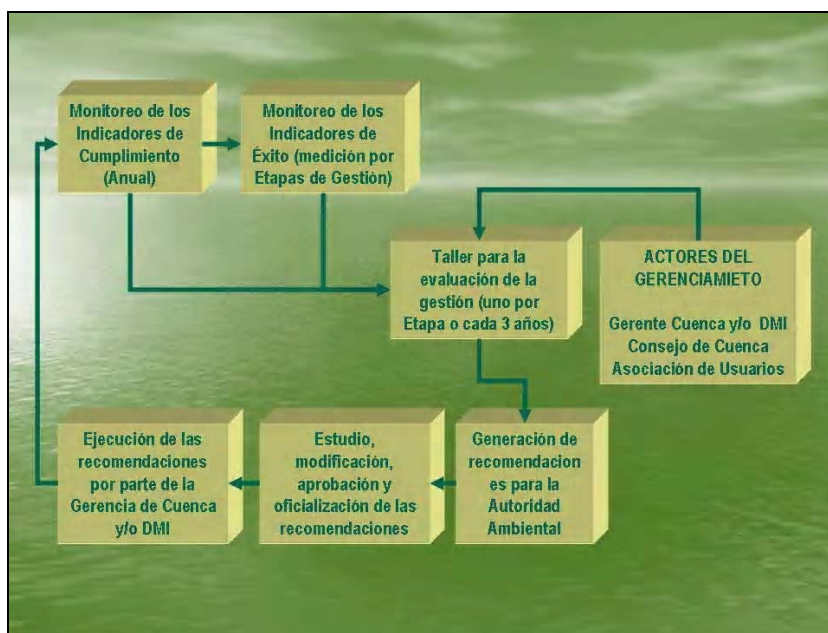 Monitoreo de los
Indicadores de
Cumplimiento
(Anual)
Monitoreo de los
Indicadores de
Éxito (medición por
Etapas de Gestión)
Taller para la
evaluación de la
gestión (uno por
Etapa o cada 3 años)
ACTORES DEL
GERENCIAMIETO
Gerente Cuenca y/o DMI
Consejo de Cuenca
Asociación de Usuarios
Ejecución de las
recomendaciones
por parte de la
Gerencia de Cuenca
y/o DMI
Estudio,
modificación,
aprobación y
oficialización de las
recomendaciones
Generación de
recomendacion
es para la
Autoridad
Ambiental